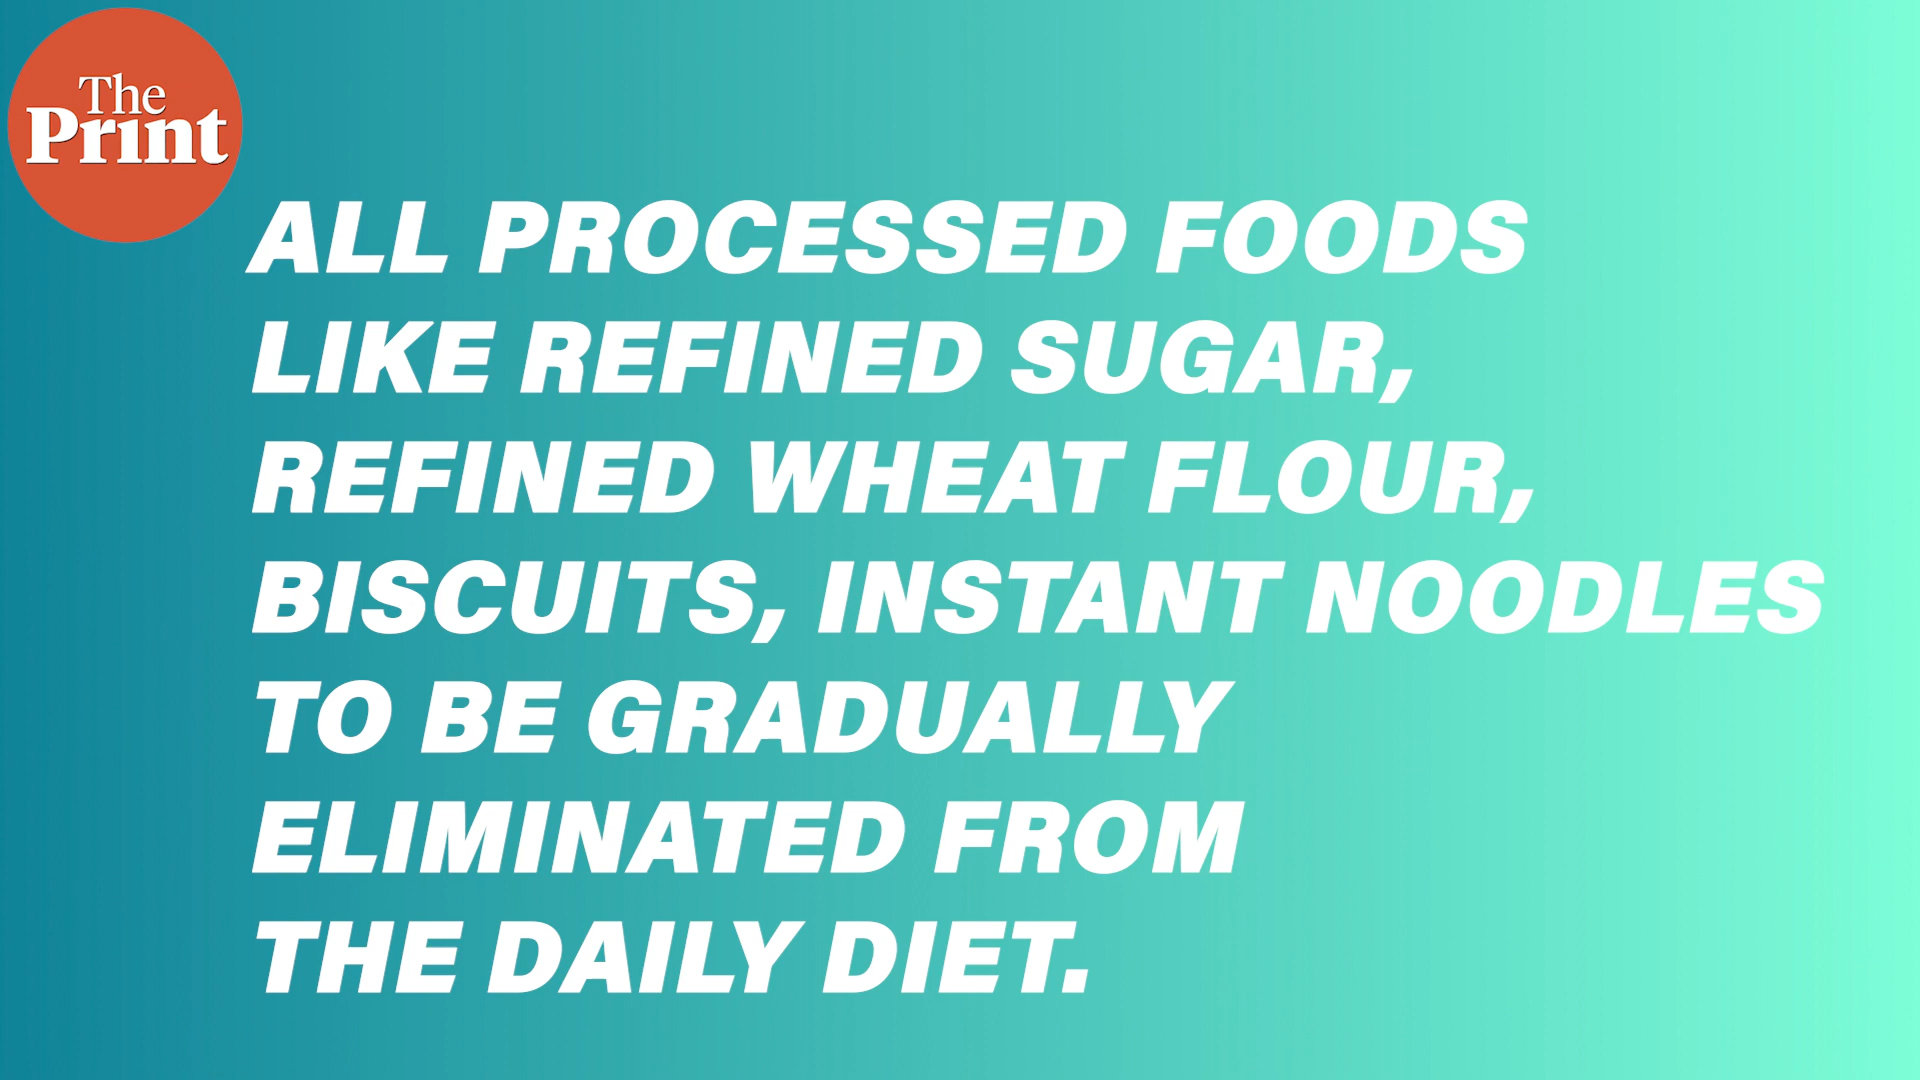 The
Print
ALL PROCESSED FOODS
LIKE REFINED SUGAR,
REFINED WHEAT FLOUR,
BISCUITS, INSTANT NOODLES
TO BE GRADUALLY
ELIMINATED FROM
THE DAILY DIET.